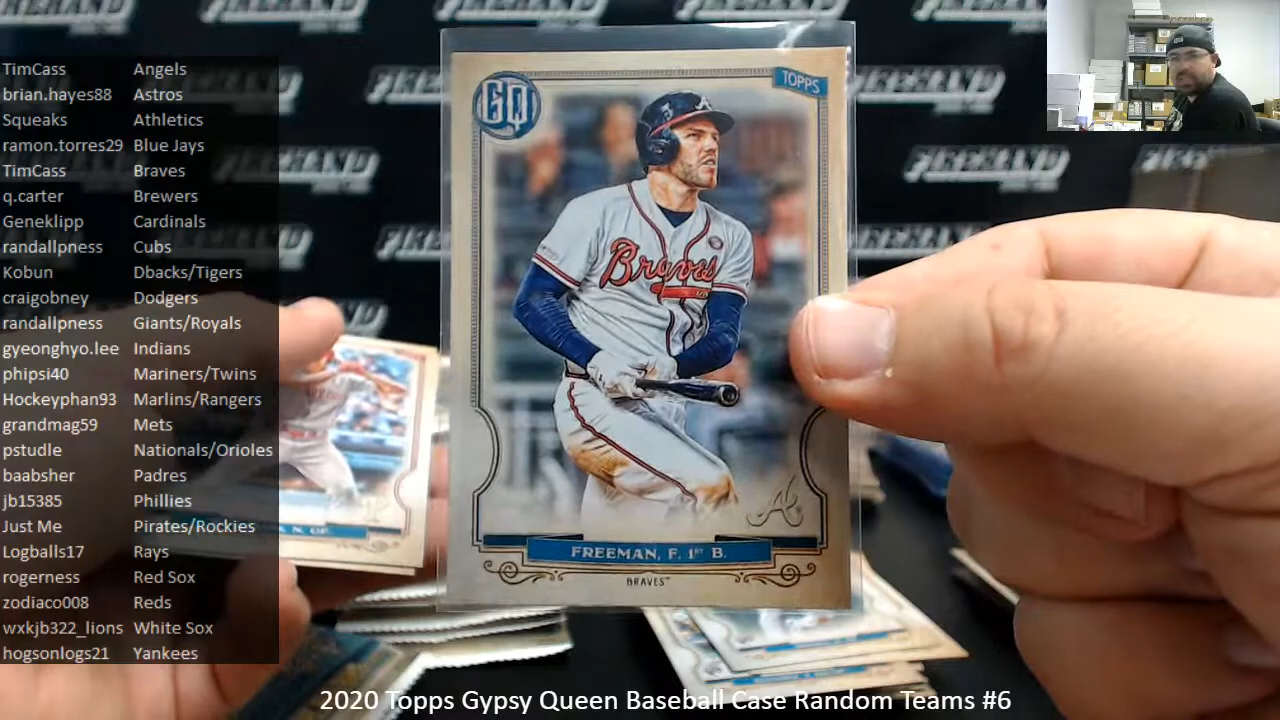 TimCass Angels
brian.hayes88 Astros
Squeaks Athletics
ramon.torres29 Blue Jays
TimCass Braves
q.carter Brewers
Geneklipp Cardinals
randallpness Cubs
Kobun Dbacks/Tigers
craigobney Dodgers
randallpness Giants/Royals
gyeonghyo.lee Indians
phipsi40 Mariners/Twins
Hockeyphan93 Marlins/Rangers
grandmag59 Mets
pstudle Nationals/Orioles
baabsher Padres
jb15385 Phillies
Just Me Pirates/Rockies
Logballs17 Rays
rogerness Red Sox
zodiaco008 Reds
wxkjb322_lions White Sox
hogsonlogs21 Yankees
GQ
TOPPS
Braves
FREEMAN, F. 1ST B.
BRAVES
FIREHAND
FIREHAND
FIREHAND
2020 Topps Gypsy Queen Baseball Case Random Teams #6